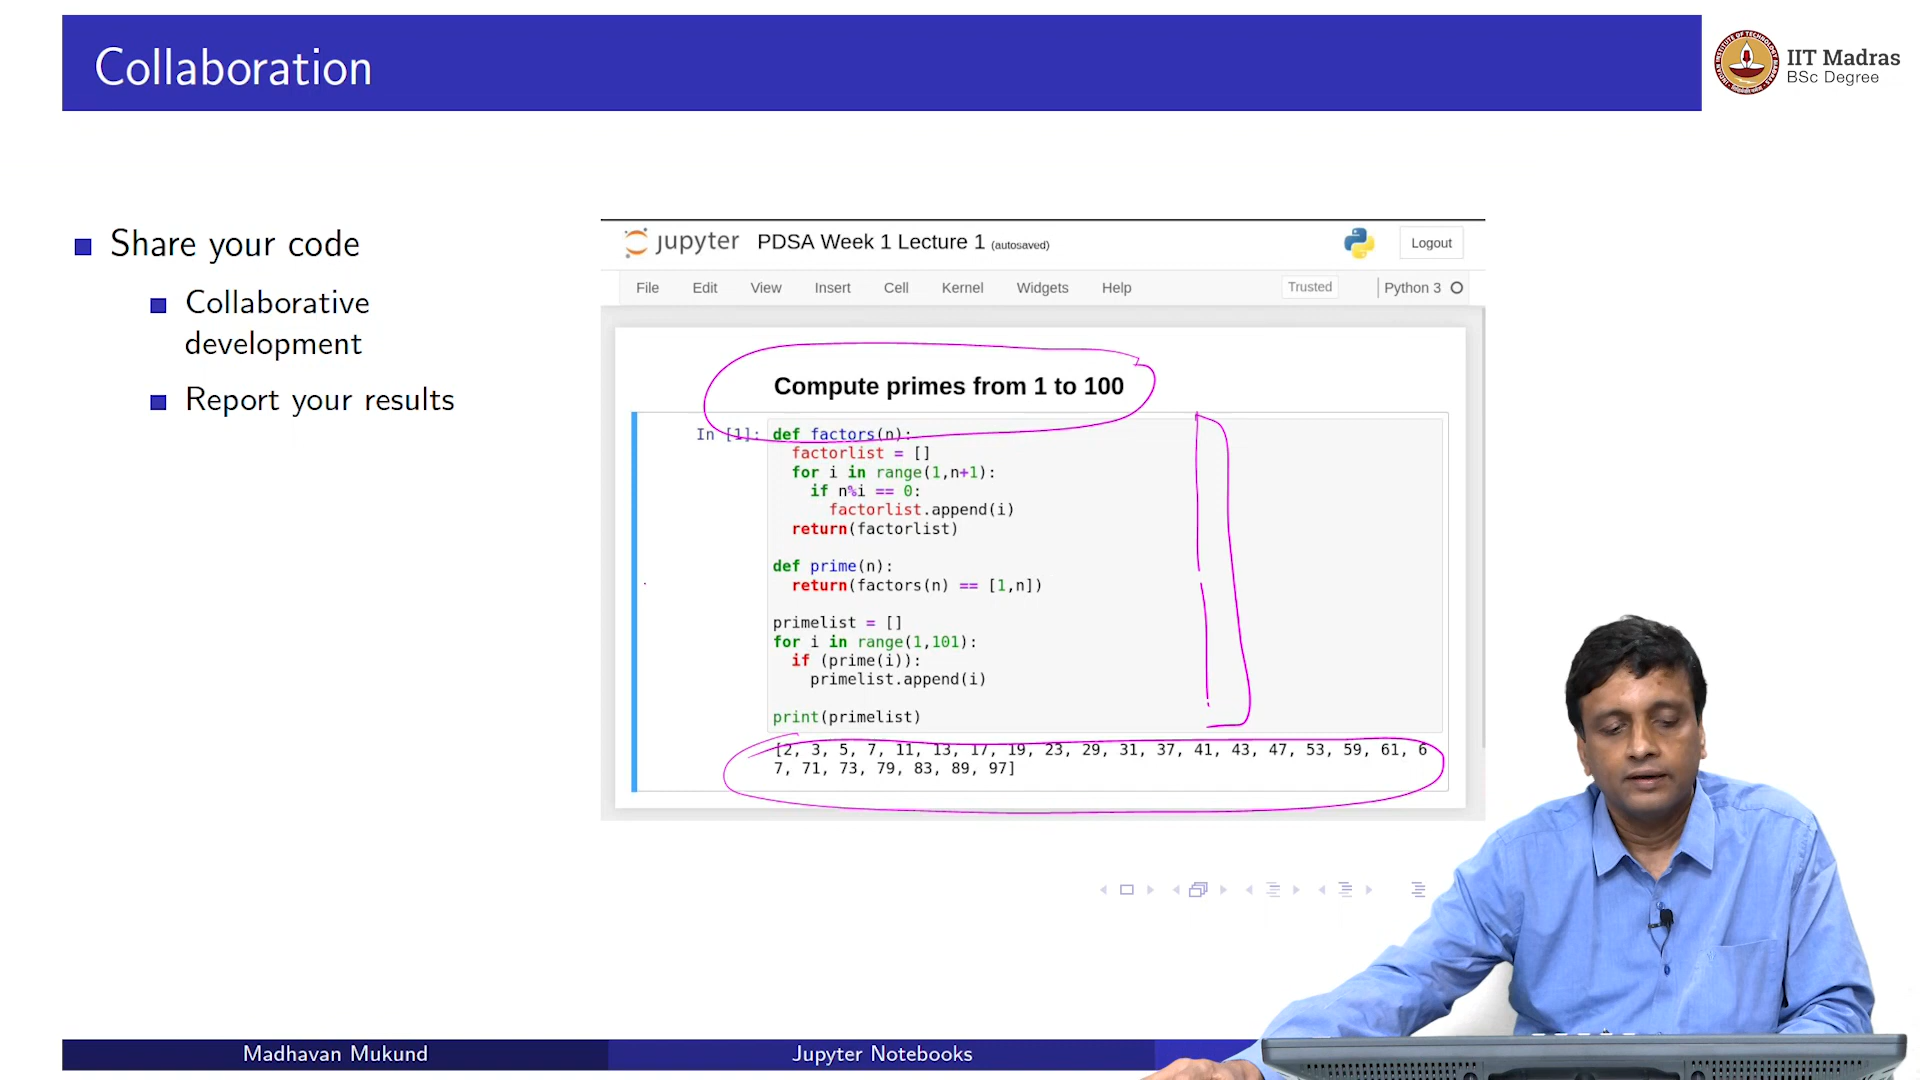 Collaboration
IIT Madras
BSc Degree
Share your code
Collaborative
development
Report your results
jupyter PDSA Week 1 Lecture 1 (autosaved)
Logout
File Edit View Insert Cell Kernel Widgets Help Trusted Python 3
Compute primes from 1 to 100
In [1]: def factors(n):
  factorlist = []
  for i in range(1,n+1):
    if n%i == 0:
      factorlist.append(i)
  return(factorlist)
def prime(n):
  return(factors(n) == [1,n])
primelist = []
for i in range(1,101):
  if (prime(i)):
    primelist.append(i)
print(primelist)
[2, 3, 5, 7, 11, 13, 17, 19, 23, 29, 31, 37, 41, 43, 47, 53, 59, 61, 6
7, 71, 73, 79, 83, 89, 97]
Madhavan Mukund
Jupyter Notebooks